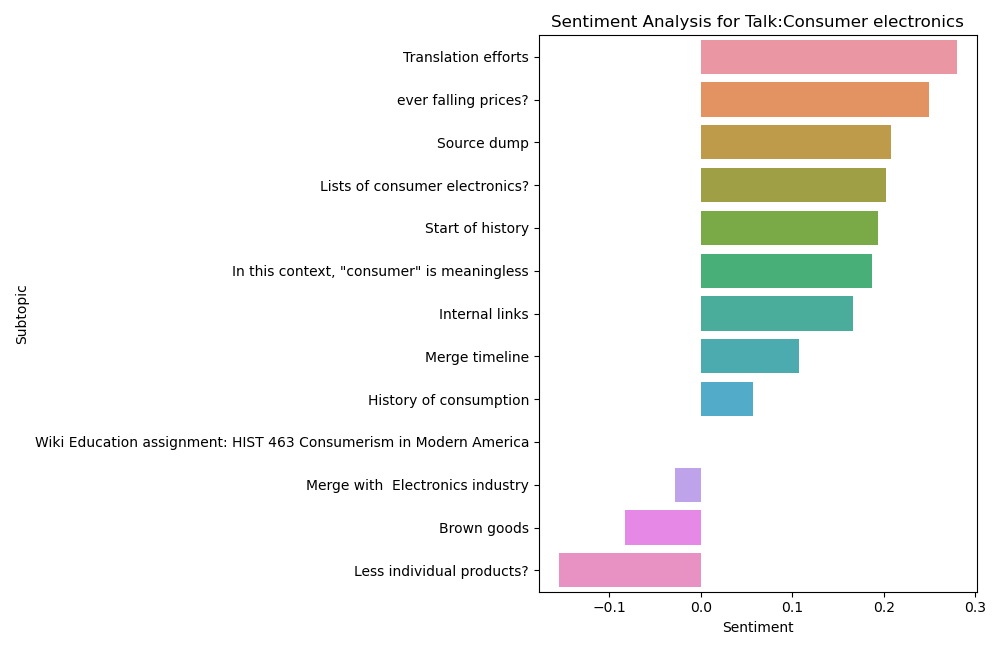 Sentiment Analysis for Talk:Consumer electronics
Translation efforts
ever falling prices?
Source dump
Lists of consumer electronics?
Start of history
In this context, "consumer" is meaningless
Internal links
Merge timeline
History of consumption
Wiki Education assignment: HIST 463 Consumerism in Modern America
Merge with  Electronics industry
Brown goods
Less individual products?
Subtopic
−0.1 0.0 0.1 0.2 0.3
Sentiment